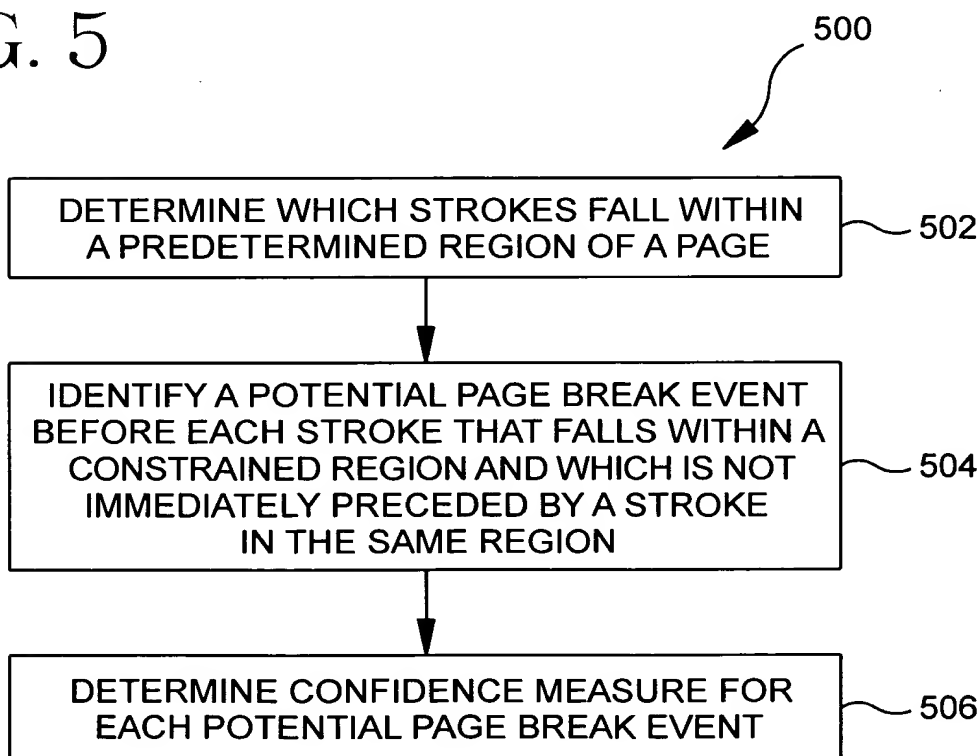 G. 5
500
DETERMINE WHICH STROKES FALL WITHIN
A PREDETERMINED REGION OF A PAGE
502
IDENTIFY A POTENTIAL PAGE BREAK EVENT
BEFORE EACH STROKE THAT FALLS WITHIN A
CONSTRAINED REGION AND WHICH IS NOT
IMMEDIATELY PRECEDED BY A STROKE
IN THE SAME REGION
504
DETERMINE CONFIDENCE MEASURE FOR
EACH POTENTIAL PAGE BREAK EVENT
506